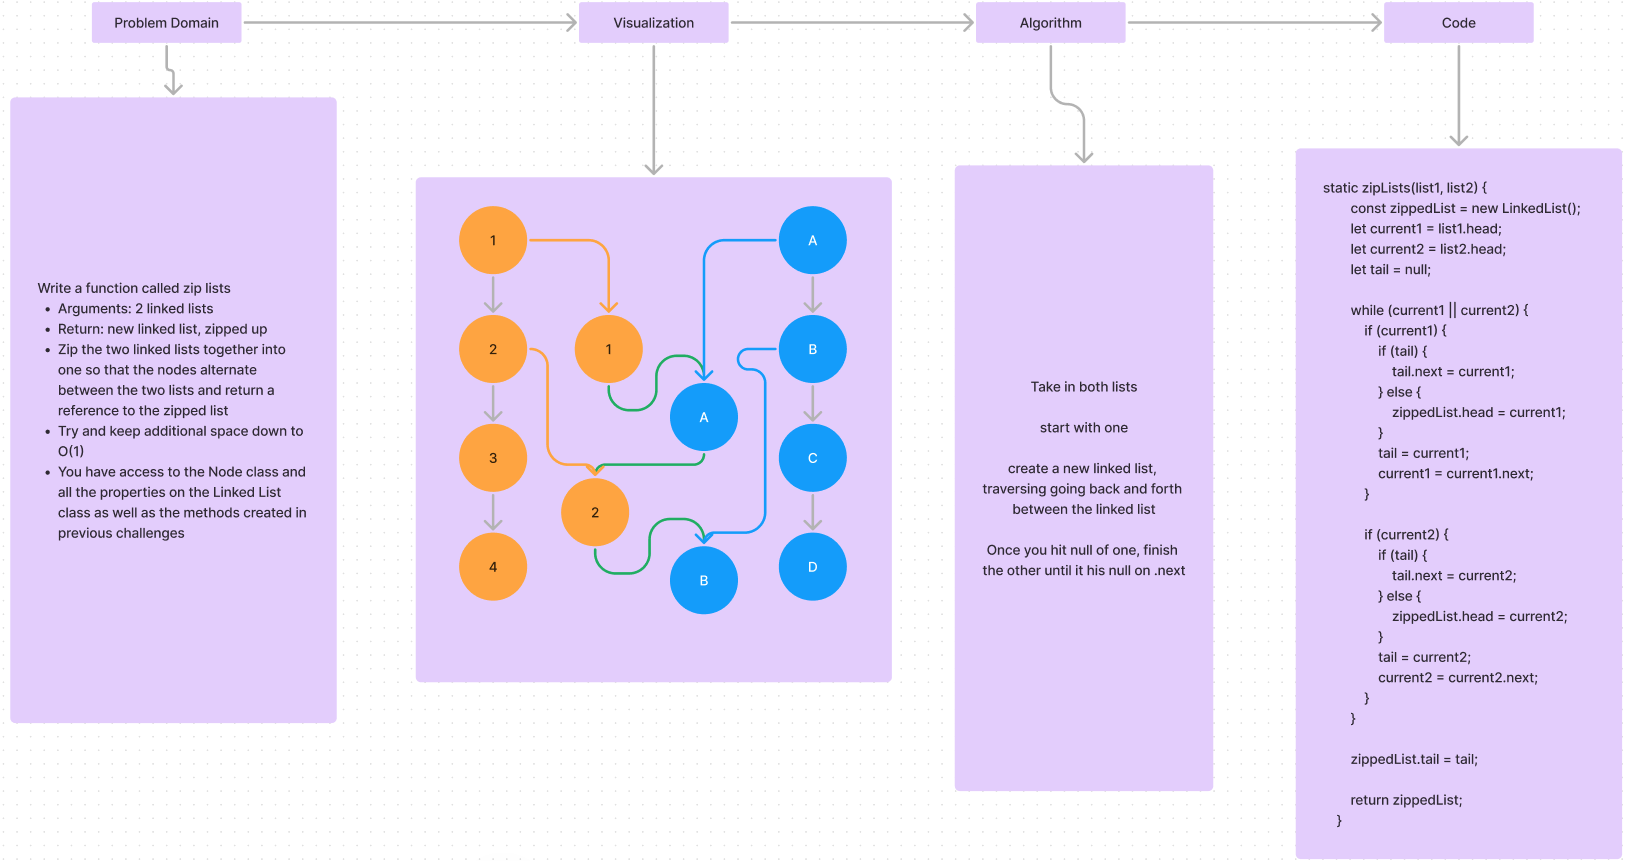 Problem Domain
Visualization
Algorithm
Code
Write a function called zip lists
• Arguments: 2 linked lists
• Return: new linked list, zipped up
• Zip the two linked lists together into
one so that the nodes alternate
between the two lists and return a
reference to the zipped list
• Try and keep additional space down to
O(1)
• You have access to the Node class and
all the properties on the Linked List
class as well as the methods created in
previous challenges
1
A
2
1
B
A
3
C
2
4
B
D
Take in both lists
start with one
create a new linked list,
traversing going back and forth
between the linked list
Once you hit null of one, finish
the other until it his null on .next
static zipLists(list1, list2) {
const zippedList = new LinkedList();
let current1 = list1.head;
let current2 = list2.head;
let tail = null;
while (current1 || current2) {
if (current1) {
if (tail) {
tail.next = current1;
} else {
zippedList.head = current1;
}
tail = current1;
current1 = current1.next;
}
if (current2) {
if (tail) {
tail.next = current2;
} else {
zippedList.head = current2;
}
tail = current2;
current2 = current2.next;
}
}
zippedList.tail = tail;
return zippedList;
}